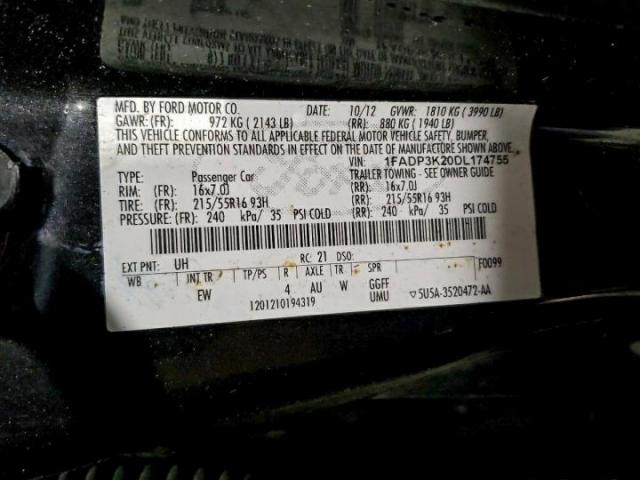 MFD. BY FORD MOTOR CO. DATE: 10/12 GVWR: 1810 KG ( 3990 LB)
GAWR: (FR): 972 KG ( 2143 LB) (RR): 880 KG ( 1940 LB)
THIS VEHICLE CONFORMS TO ALL APPLICABLE FEDERAL MOTOR VEHICLE SAFETY, BUMPER,
AND THEFT PREVENTION STANDARDS IN EFFECT ON THE DATE OF MANUFACTURE SHOWN ABOVE.
VIN: 1FADP3K20DL174755
TYPE: Passenger Car TRAILER TOWING - SEE OWNER GUIDE
RIM: (FR): 16x7.0J (RR): 16x7.0J
TIRE: (FR): 215/55R16 93H (RR): 215/55R16 93H
PRESSURE: (FR): 240 kPa/ 35 PSI COLD (RR): 240 kPa/ 35 PSI COLD
EXT PNT: UH RC: 21 DSO: F0099
WB INT TR TP/PS R AXLE TR SPR
EW 4 AU W GGFF
1201210194319 UMU 5U5A-3520472-AA